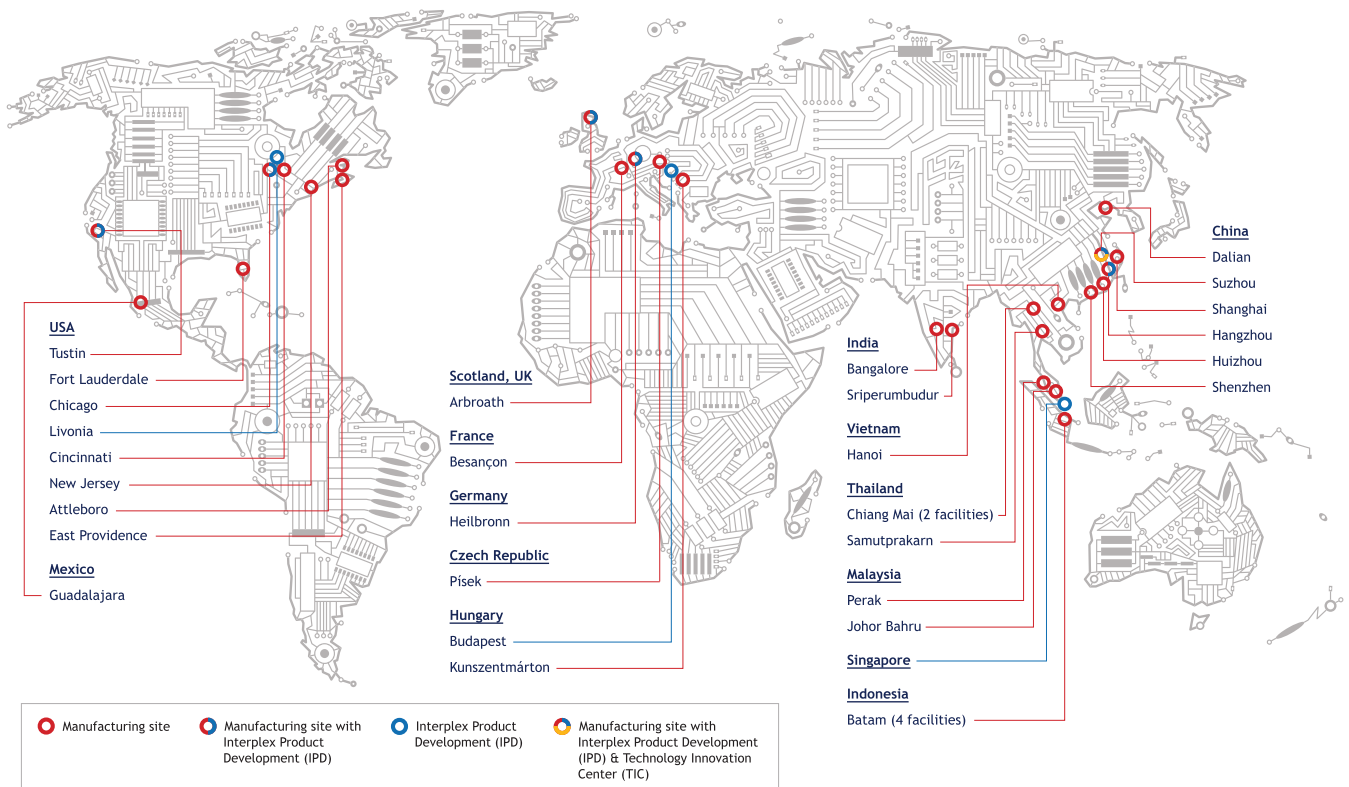 USA
Tustin
Fort Lauderdale
Chicago
Livonia
Cincinnati
New Jersey
Attleboro
East Providence
Mexico
Guadalajara
Scotland, UK
Arbroath
France
Besançon
Germany
Heilbronn
Czech Republic
Písek
Hungary
Budapest
Kunszentmárton
India
Bangalore
Sriperumbudur
Vietnam
Hanoi
Thailand
Chiang Mai (2 facilities)
Samutprakarn
Malaysia
Perak
Johor Bahru
Singapore
Indonesia
Batam (4 facilities)
China
Dalian
Suzhou
Shanghai
Hangzhou
Huizhou
Shenzhen
Manufacturing site
Manufacturing site with
Interplex Product
Development (IPD)
Interplex Product
Development (IPD)
Manufacturing site with
Interplex Product Development
(IPD) & Technology Innovation
Center (TIC)